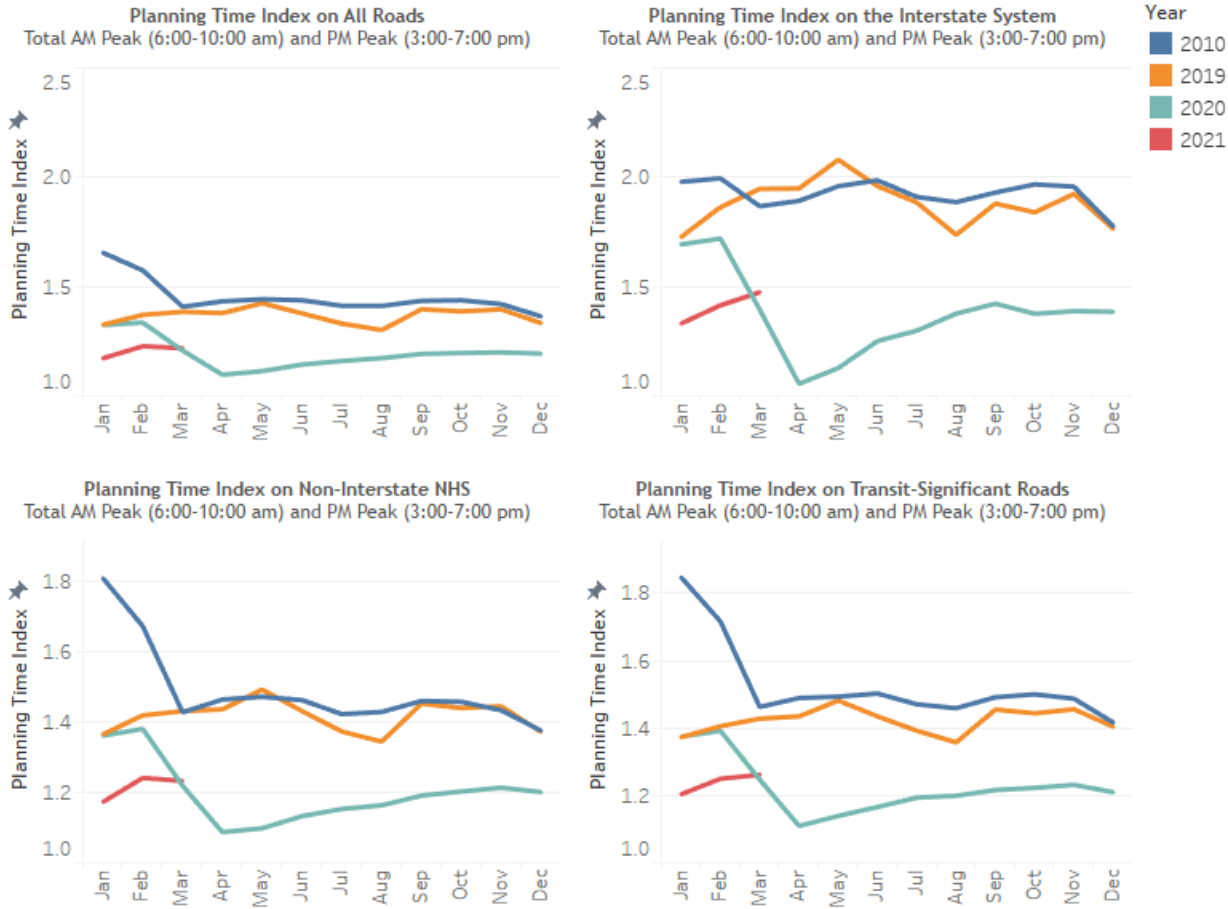 Planning Time Index on All Roads
Total AM Peak (6:00-10:00 am) and PM Peak (3:00-7:00 pm)
Planning Time Index
2.5
2.0
1.5
1.0
Jan Feb Mar Apr May Jun Jul Aug Sep Oct Nov Dec
Planning Time Index on the Interstate System
Total AM Peak (6:00-10:00 am) and PM Peak (3:00-7:00 pm)
Planning Time Index
2.5
2.0
1.5
1.0
Jan Feb Mar Apr May Jun Jul Aug Sep Oct Nov Dec
Year
2010
2019
2020
2021
Planning Time Index on Non-Interstate NHS
Total AM Peak (6:00-10:00 am) and PM Peak (3:00-7:00 pm)
Planning Time Index
1.8
1.6
1.4
1.2
1.0
Jan Feb Mar Apr May Jun Jul Aug Sep Oct Nov Dec
Planning Time Index on Transit-Significant Roads
Total AM Peak (6:00-10:00 am) and PM Peak (3:00-7:00 pm)
Planning Time Index
1.8
1.6
1.4
1.2
1.0
Jan Feb Mar Apr May Jun Jul Aug Sep Oct Nov Dec